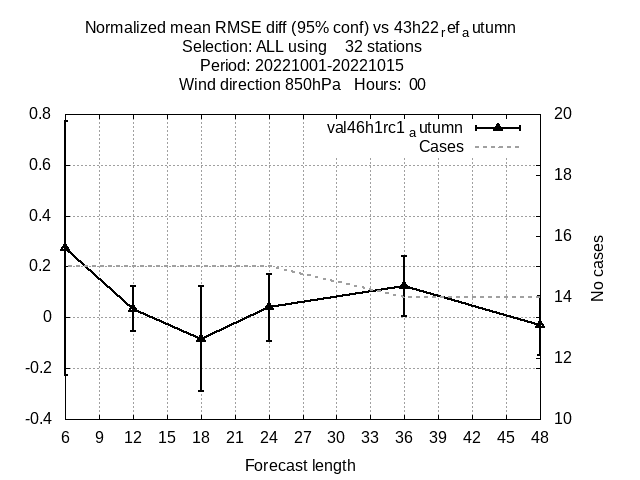 Normalized mean RMSE diff (95% conf) vs 43h22refautumn
Selection: ALL using 32 stations
Period: 20221001-20221015
Wind direction 850hPa Hours: 00
val46h1rc1autumn
Cases
0.8
0.6
0.4
0.2
0
-0.2
-0.4
20
18
16
14
12
10
No cases
6 9 12 15 18 21 24 27 30 33 36 39 42 45 48
Forecast length